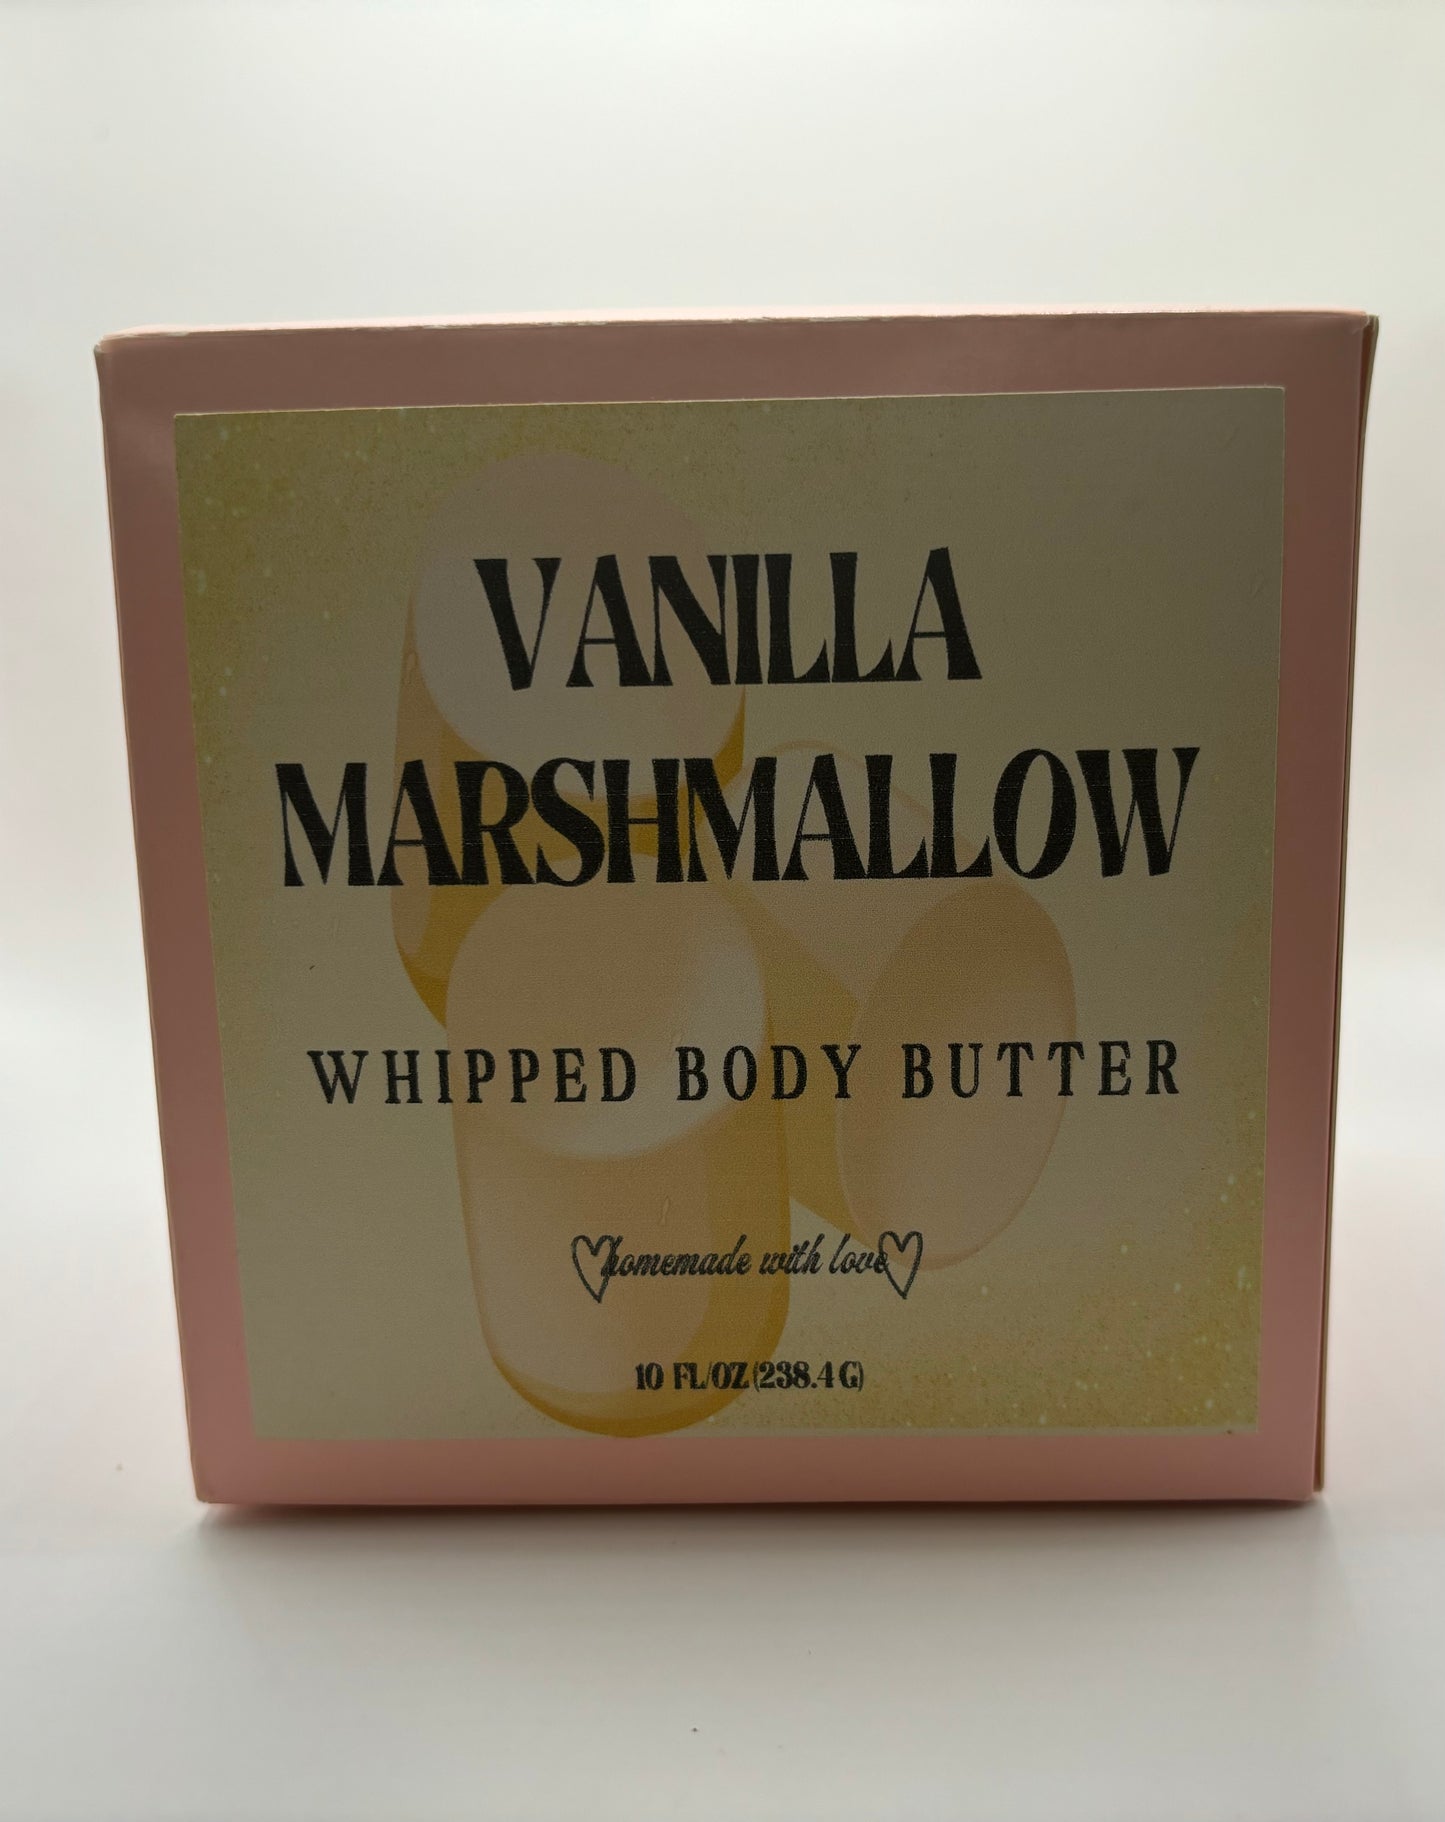 VANILLA
MARSHMALLOW
WHIPPED BODY BUTTER
homemade with love
10 FL/OZ (238.4 G)